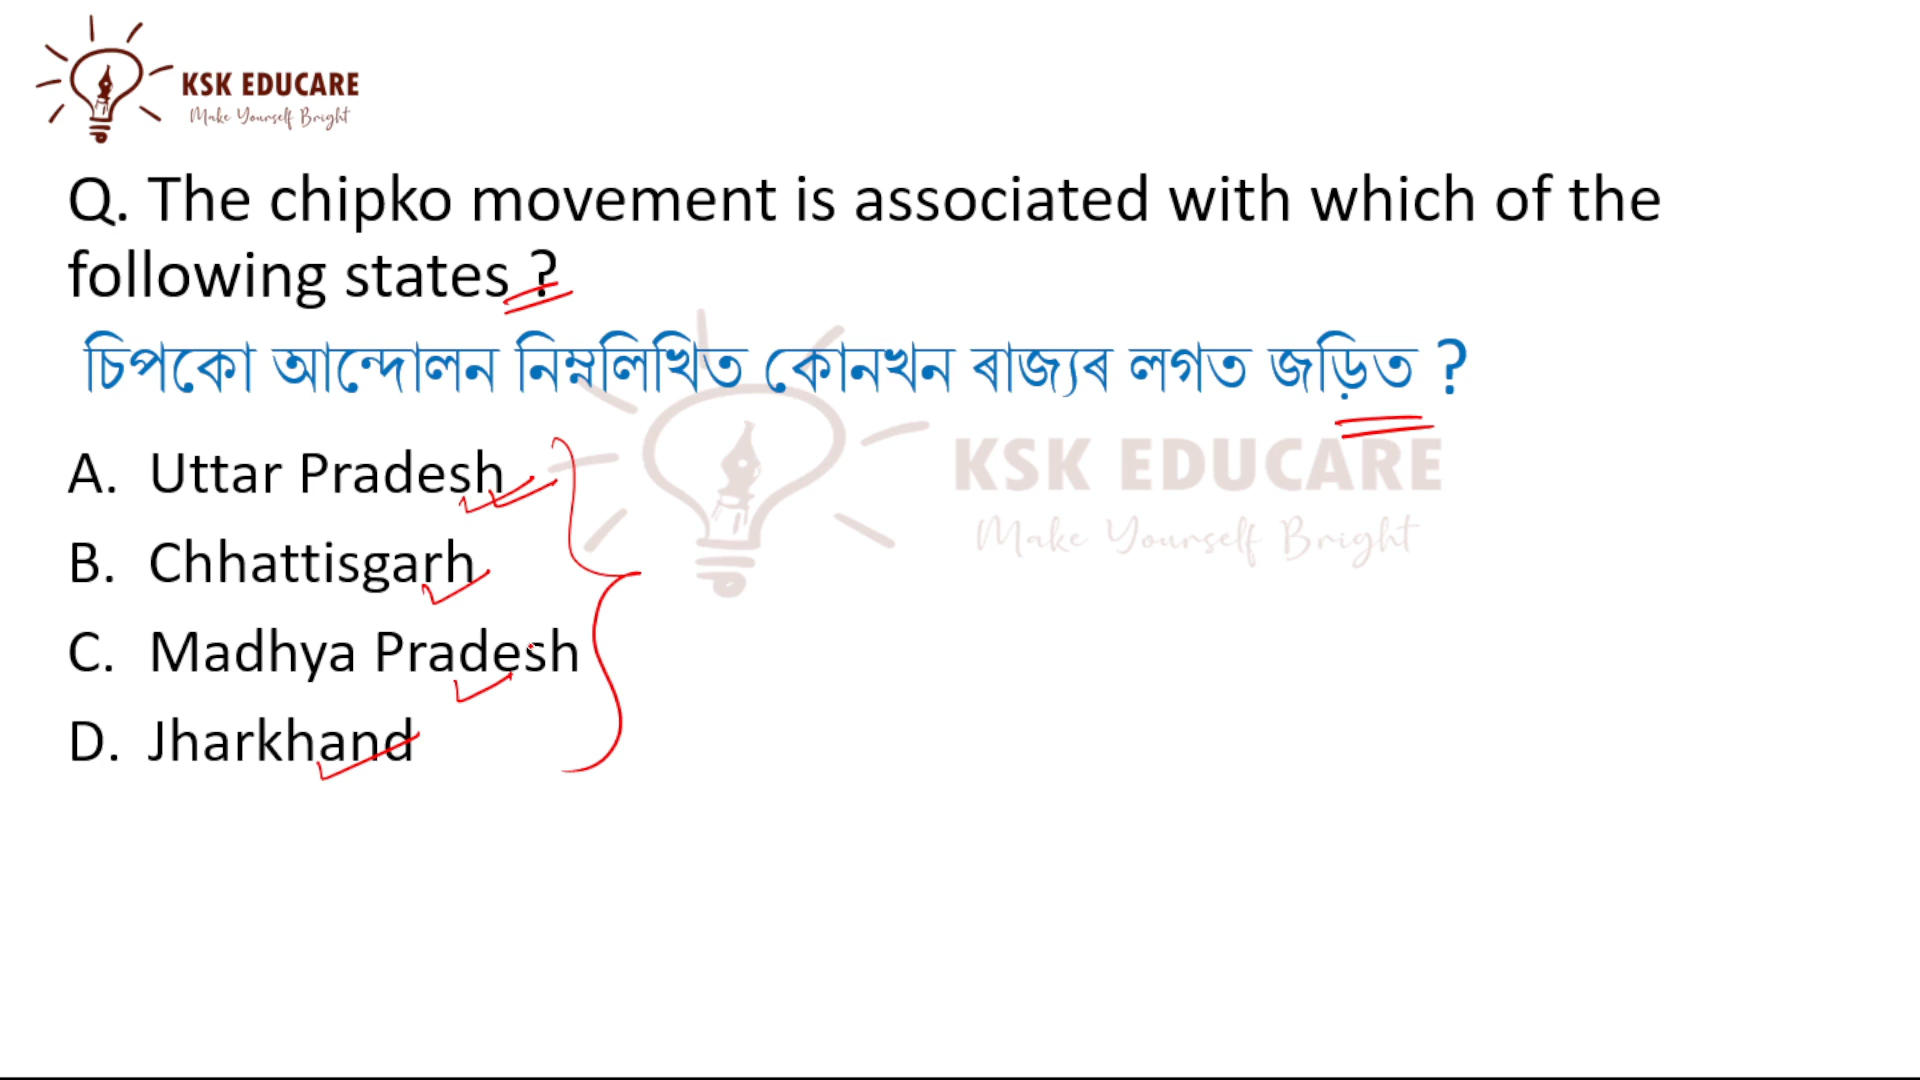 KSK EDUCARE
Make Yourself Bright
Q. The chipko movement is associated with which of the
following states ?
চিপকো আন্দোলন নিম্নলিখিত কোনখন ৰাজ্যৰ লগত জড়িত ?
KSK EDUCARE
Make Yourself Bright
A. Uttar Pradesh
B. Chhattisgarh
C. Madhya Pradesh
D. Jharkhand